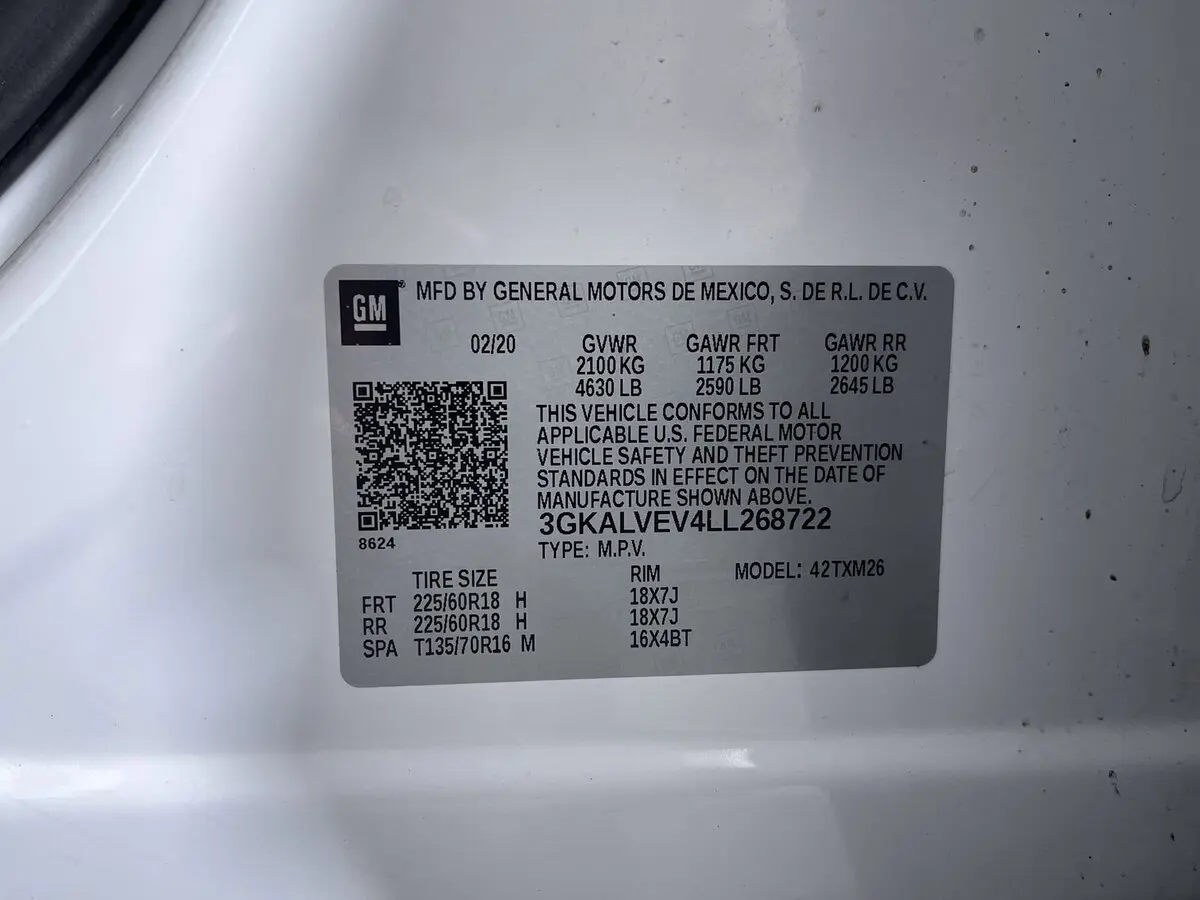 GM® MFD BY GENERAL MOTORS DE MEXICO, S. DE R.L. DE C.V.
02/20 GVWR GAWR FRT GAWR RR
2100 KG 1175 KG 1200 KG
4630 LB 2590 LB 2645 LB
THIS VEHICLE CONFORMS TO ALL
APPLICABLE U.S. FEDERAL MOTOR
VEHICLE SAFETY AND THEFT PREVENTION
STANDARDS IN EFFECT ON THE DATE OF
MANUFACTURE SHOWN ABOVE.
3GKALVEV4LL268722
8624
TYPE: M.P.V.
TIRE SIZE RIM MODEL: 42TXM26
FRT 225/60R18 H 18X7J
RR 225/60R18 H 18X7J
SPA T135/70R16 M 16X4BT